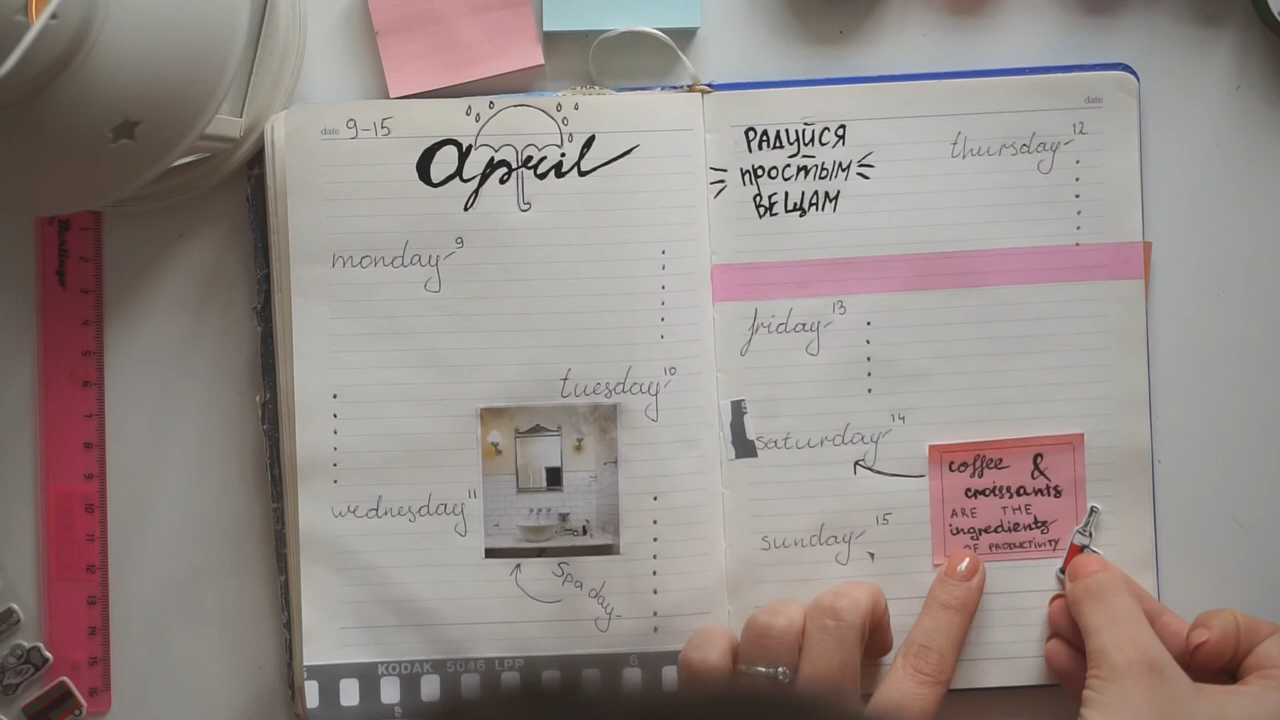 date 9-15
April
monday 9
tuesday 10
wednesday 11
Spa day
KODAK 5046 LPP 6
date
РАДУЙСЯ
ПРОСТЫМ
ВЕЩАМ
thursday 12
friday 13
saturday 14
coffee &
croissants
ARE THE
ingredients
OF PRODUCTIVITY
sunday 15
Berlingo